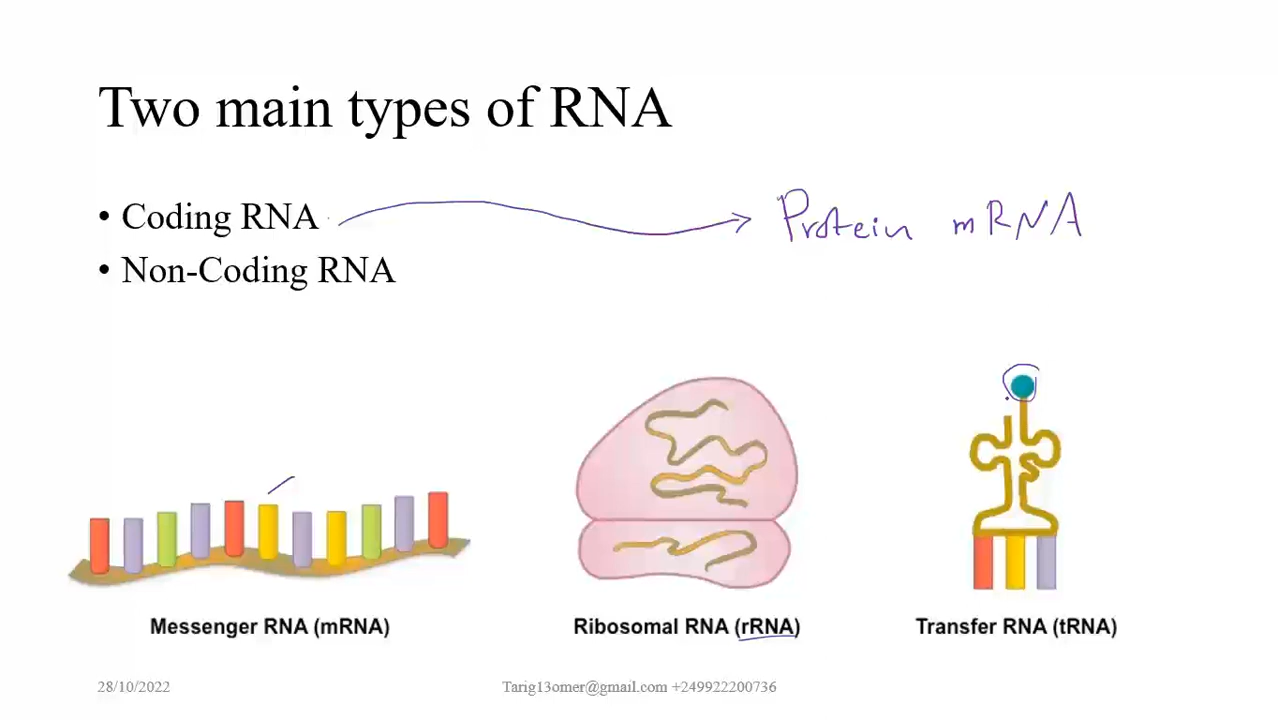 Two main types of RNA
• Coding RNA Protein mRNA
• Non-Coding RNA
Messenger RNA (mRNA) Ribosomal RNA (rRNA) Transfer RNA (tRNA)
28/10/2022 Tarig13omer@gmail.com +249922200736